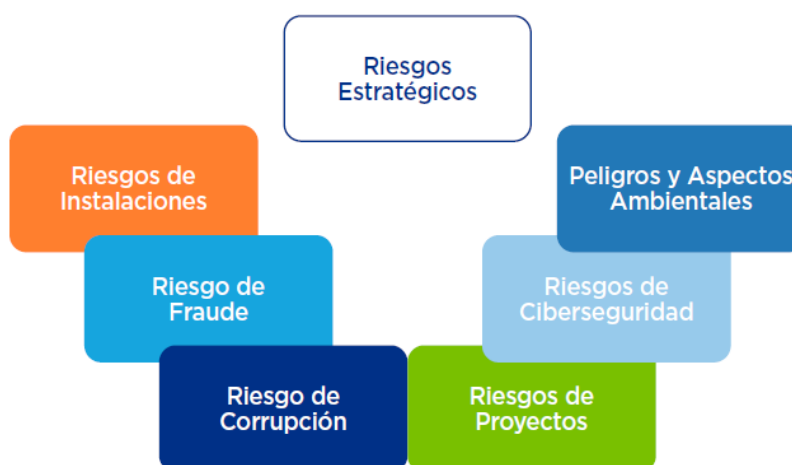 Riesgos
Estratégicos
Riesgos de
Instalaciones
Peligros y Aspectos
Ambientales
Riesgo de
Fraude
Riesgos de
Ciberseguridad
Riesgo de
Corrupción
Riesgos de
Proyectos